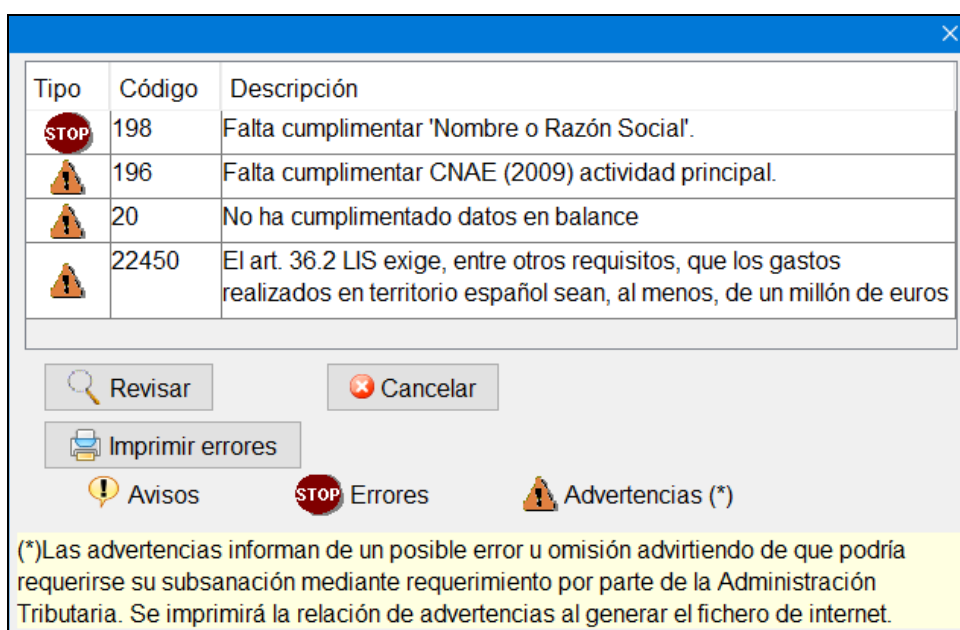 Tipo Código Descripción
STOP 198 Falta cumplimentar 'Nombre o Razón Social'.
196 Falta cumplimentar CNAE (2009) actividad principal.
20 No ha cumplimentado datos en balance
22450 El art. 36.2 LIS exige, entre otros requisitos, que los gastos
realizados en territorio español sean, al menos, de un millón de euros
Revisar Cancelar
Imprimir errores
Avisos STOP Errores Advertencias (*)
(*)Las advertencias informan de un posible error u omisión advirtiendo de que podría
requerirse su subsanación mediante requerimiento por parte de la Administración
Tributaria. Se imprimirá la relación de advertencias al generar el fichero de internet.